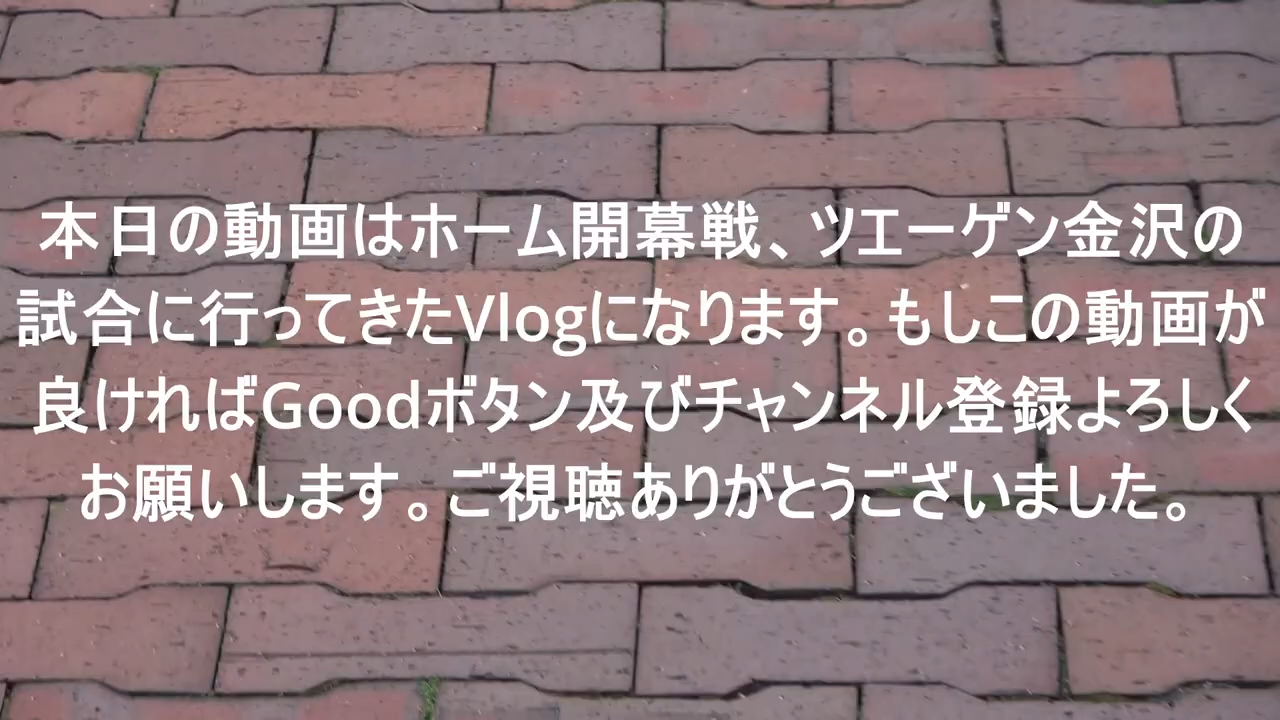 本日の動画はホーム開幕戦、ツエーゲン金沢の
試合に行ってきたVlogになります。もしこの動画が
良ければGoodボタン及びチャンネル登録よろしく
お願いします。ご視聴ありがとうございました。